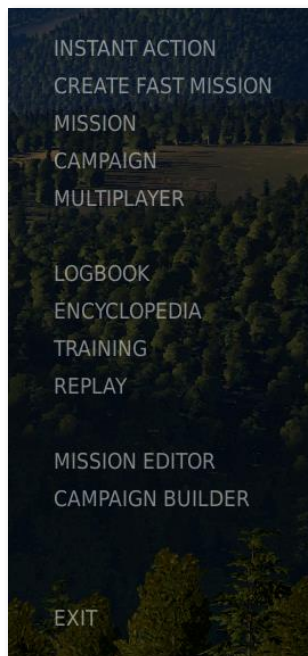 INSTANT ACTION
CREATE FAST MISSION
MISSION
CAMPAIGN
MULTIPLAYER
LOGBOOK
ENCYCLOPEDIA
TRAINING
REPLAY
MISSION EDITOR
CAMPAIGN BUILDER
EXIT